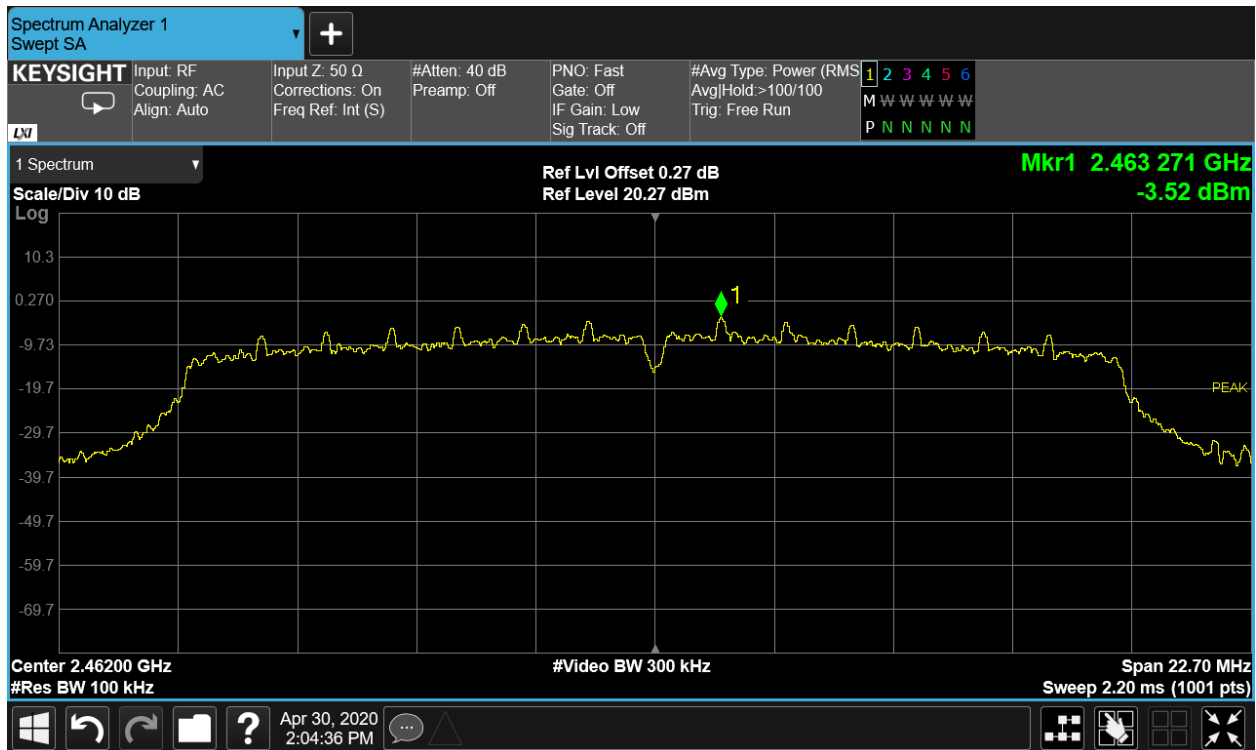 Spectrum Analyzer 1
Swept SA
KEYSIGHT
LXI
Input: RF
Coupling: AC
Align: Auto
Input Z: 50 Ω
Corrections: On
Freq Ref: Int (S)
#Atten: 40 dB
Preamp: Off
PNO: Fast
Gate: Off
IF Gain: Low
Sig Track: Off
#Avg Type: Power (RMS
Avg|Hold:>100/100
Trig: Free Run
1 2 3 4 5 6
M W W W W W
P N N N N N
1 Spectrum
Scale/Div 10 dB
Log
Ref Lvl Offset 0.27 dB
Ref Level 20.27 dBm
Mkr1 2.463 271 GHz
-3.52 dBm
10.3
0.270
-9.73
-19.7
-29.7
-39.7
-49.7
-59.7
-69.7
1
PEAK
Center 2.46200 GHz
#Res BW 100 kHz
#Video BW 300 kHz
Span 22.70 MHz
Sweep 2.20 ms (1001 pts)
?
Apr 30, 2020
2:04:36 PM